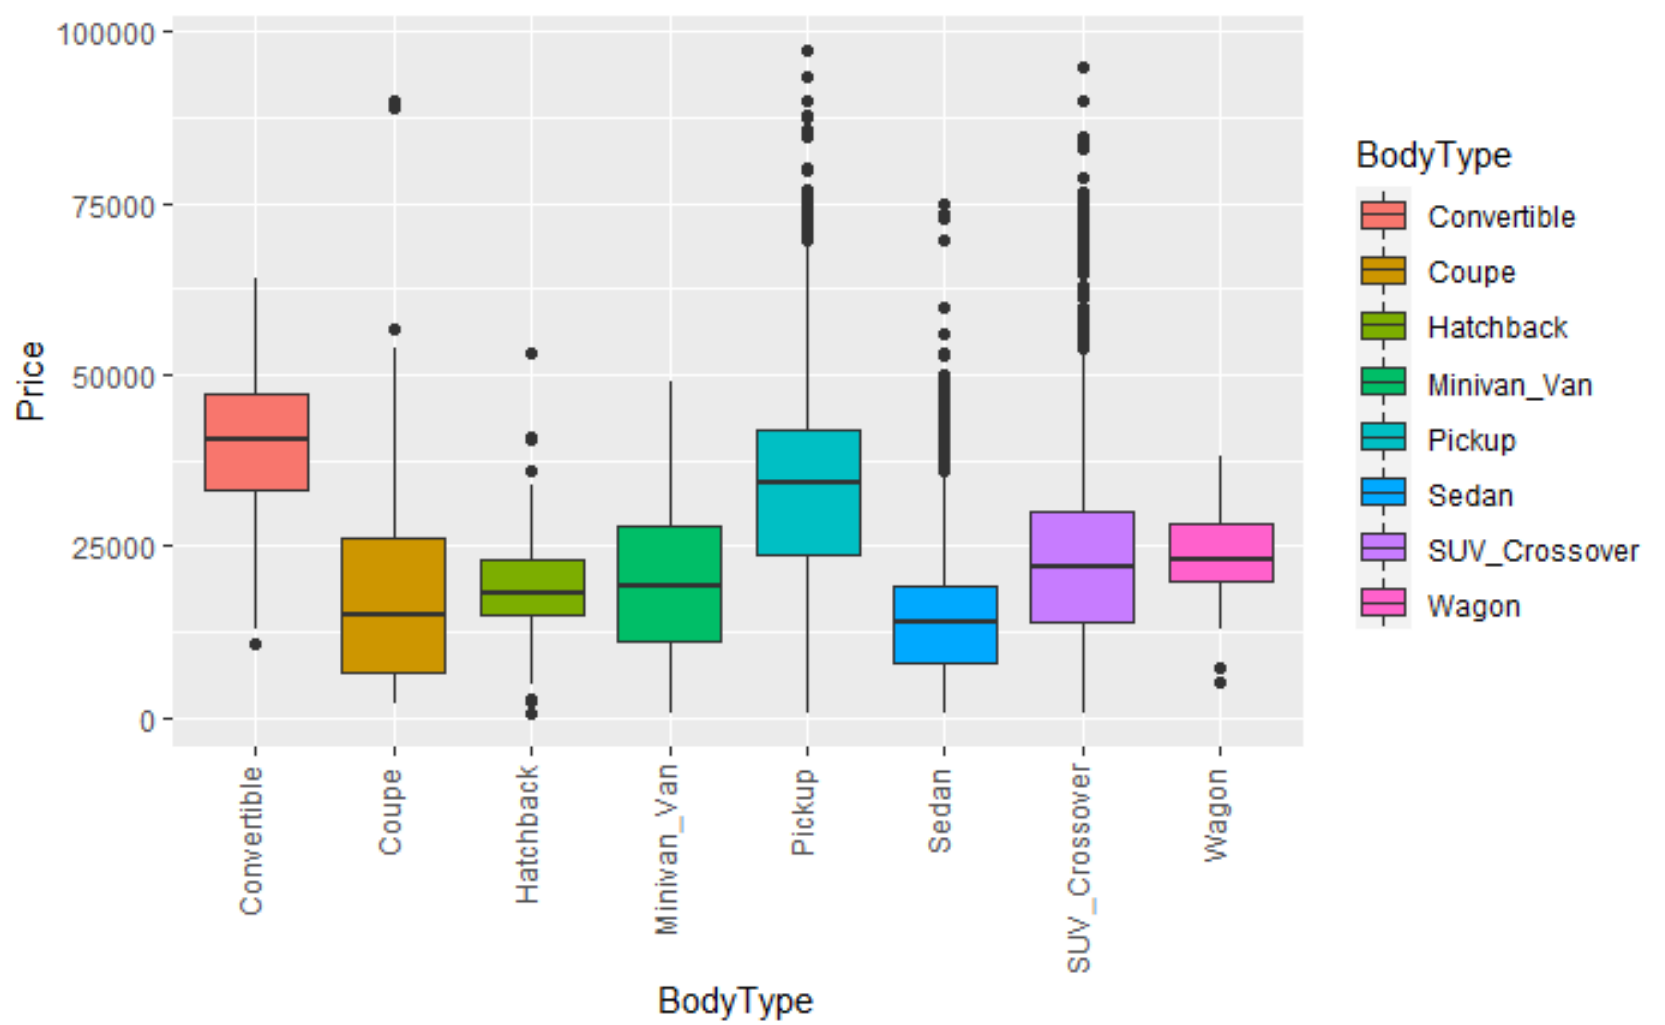 100000
75000
50000
25000
0
Price
Convertible
Coupe
Hatchback
Minivan_Van
Pickup
Sedan
SUV_Crossover
Wagon
BodyType
BodyType
Convertible
Coupe
Hatchback
Minivan_Van
Pickup
Sedan
SUV_Crossover
Wagon